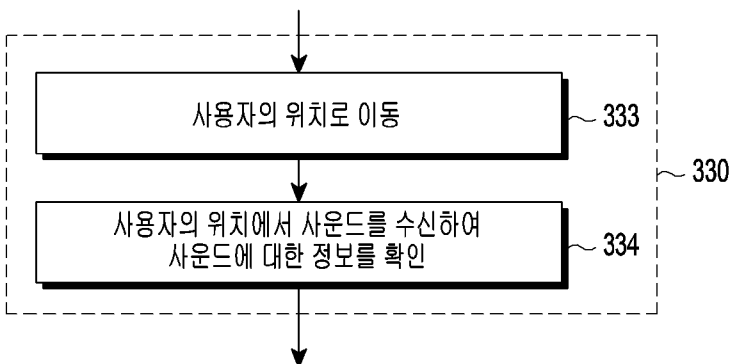 사용자의 위치로 이동
333
330
사용자의 위치에서 사운드를 수신하여
사운드에 대한 정보를 확인
334